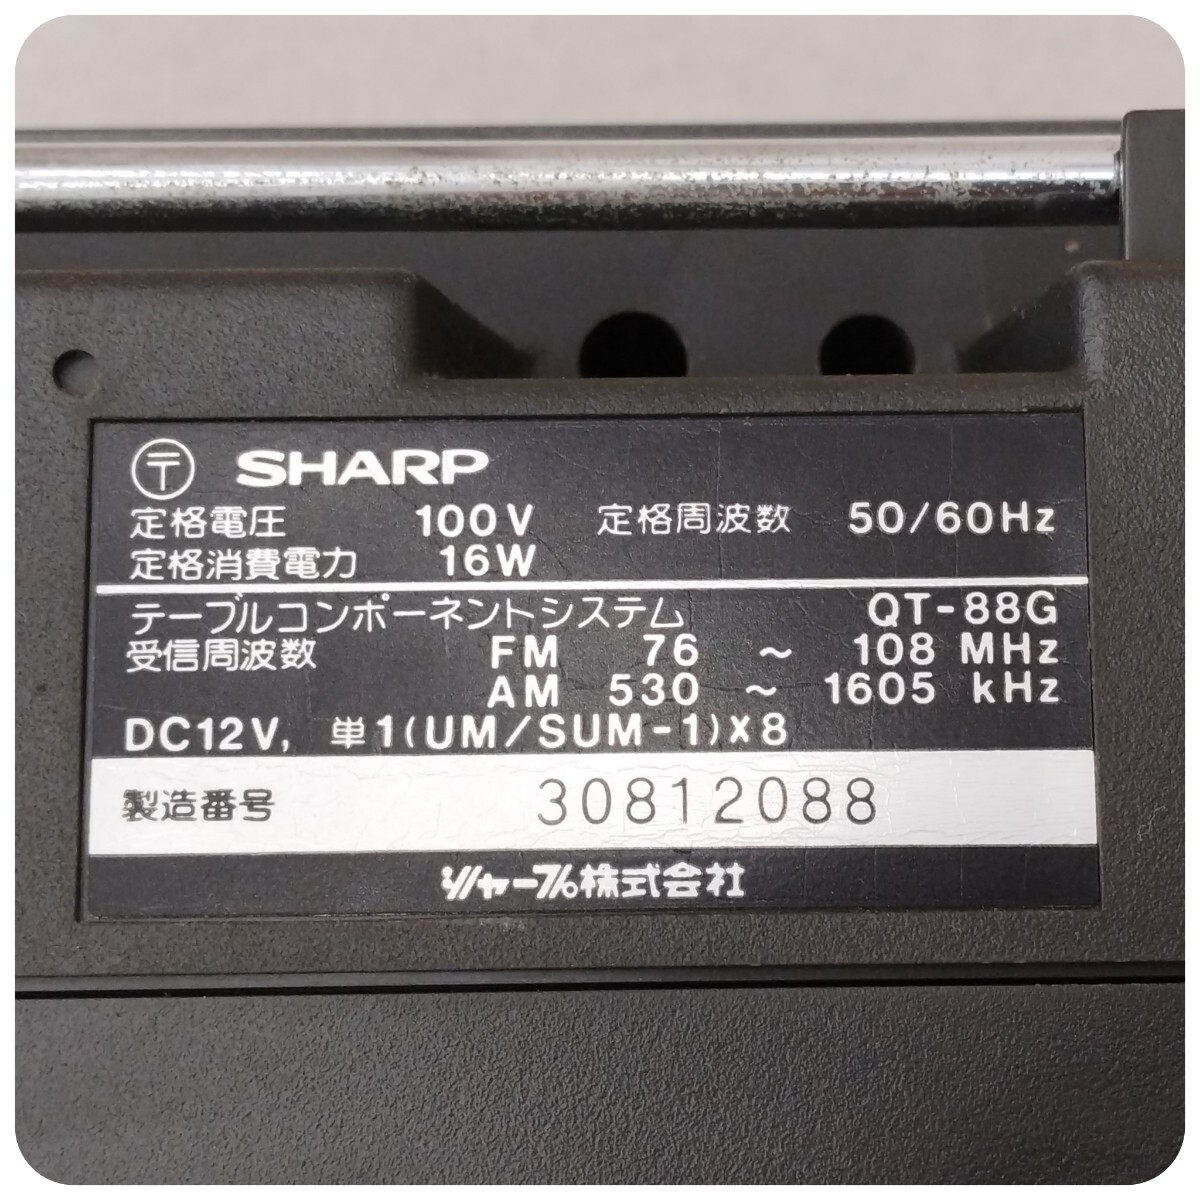 〒 SHARP
定格電圧 100V 定格周波数 50/60Hz
定格消費電力 16W
テーブルコンポーネントシステム QT-88G
受信周波数 FM 76 ~ 108 MHz
AM 530 ~ 1605 kHz
DC12V, 単1(UM/SUM-1)×8
製造番号 30812088
シャープ株式会社